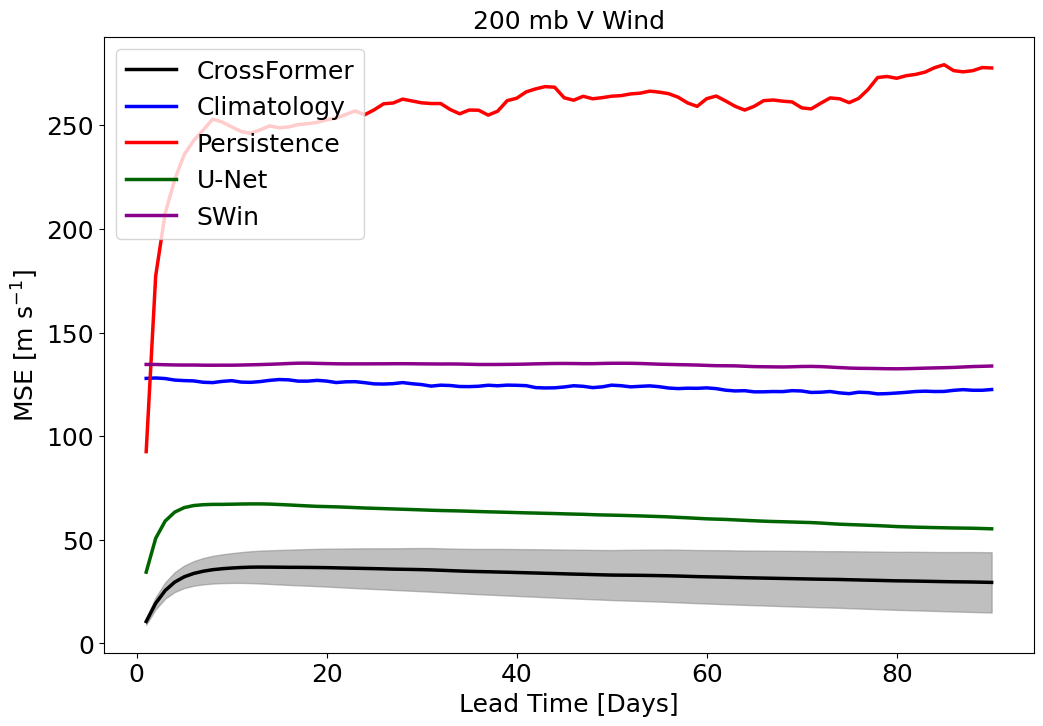 200 mb V Wind
CrossFormer
Climatology
Persistence
U-Net
SWin
MSE [m s⁻¹]
250
200
150
100
50
0
0 20 40 60 80
Lead Time [Days]